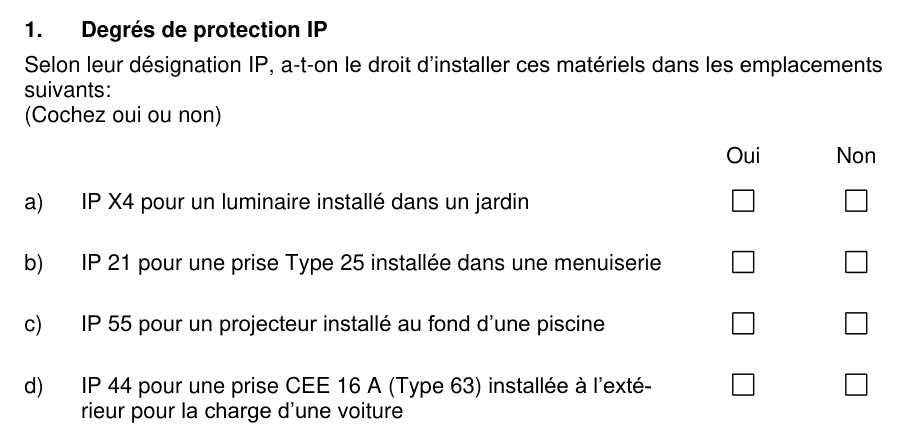 1. Degrés de protection IP
Selon leur désignation IP, a-t-on le droit d'installer ces matériels dans les emplacements
suivants:
(Cochez oui ou non)
Oui Non
a) IP X4 pour un luminaire installé dans un jardin
b) IP 21 pour une prise Type 25 installée dans une menuiserie
c) IP 55 pour un projecteur installé au fond d'une piscine
d) IP 44 pour une prise CEE 16 A (Type 63) installée à l'exté-
rieur pour la charge d'une voiture